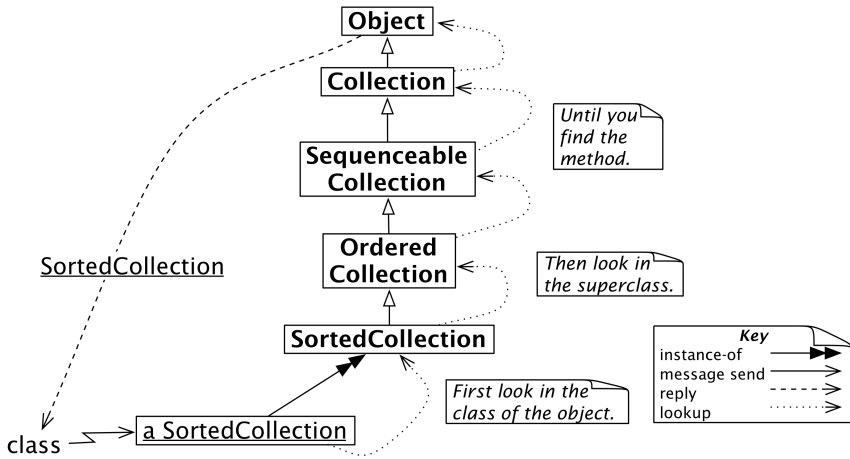 Object
Collection
Until you
find the
method.
Sequenceable
Collection
Ordered
Collection
SortedCollection
Then look in
the superclass.
SortedCollection
Key
instance-of
message send
reply
lookup
First look in the
class of the object.
a SortedCollection
class